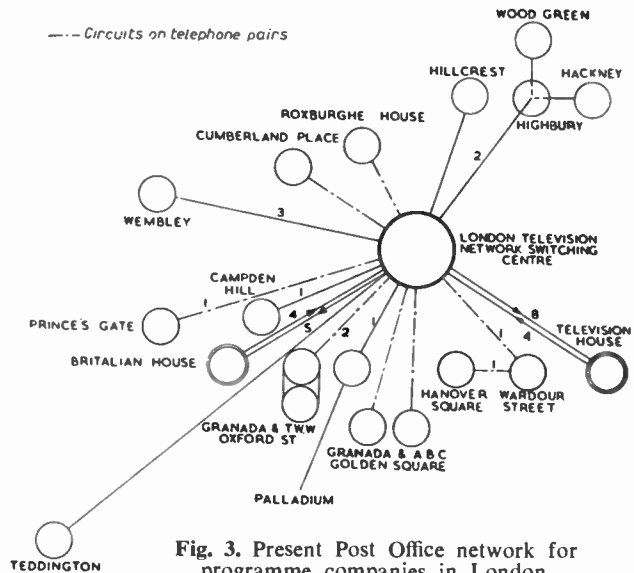 WOOD GREEN
—·— Circuits on telephone pairs
HILLCREST
HACKNEY
ROXBURGHE HOUSE
HIGHBURY
CUMBERLAND PLACE
2
WEMBLEY
3
LONDON TELEVISION
NETWORK SWITCHING
CENTRE
CAMPDEN
HILL
1
1
PRINCE'S GATE
4
5
2
1
8
1
4
TELEVISION
HOUSE
BRITALIAN HOUSE
1
HANOVER
SQUARE
WARDOUR
STREET
GRANADA & T.W.W
OXFORD ST
GRANADA & A B C
GOLDEN SQUARE
PALLADIUM
TEDDINGTON
Fig. 3. Present Post Office network for
programme companies in London